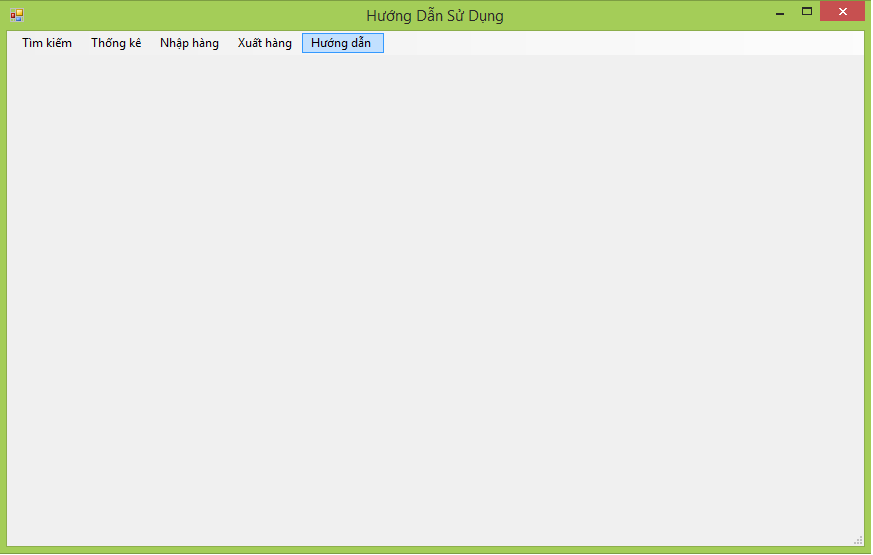 Hướng Dẫn Sử Dụng
Tìm kiếm Thống kê Nhập hàng Xuất hàng Hướng dẫn